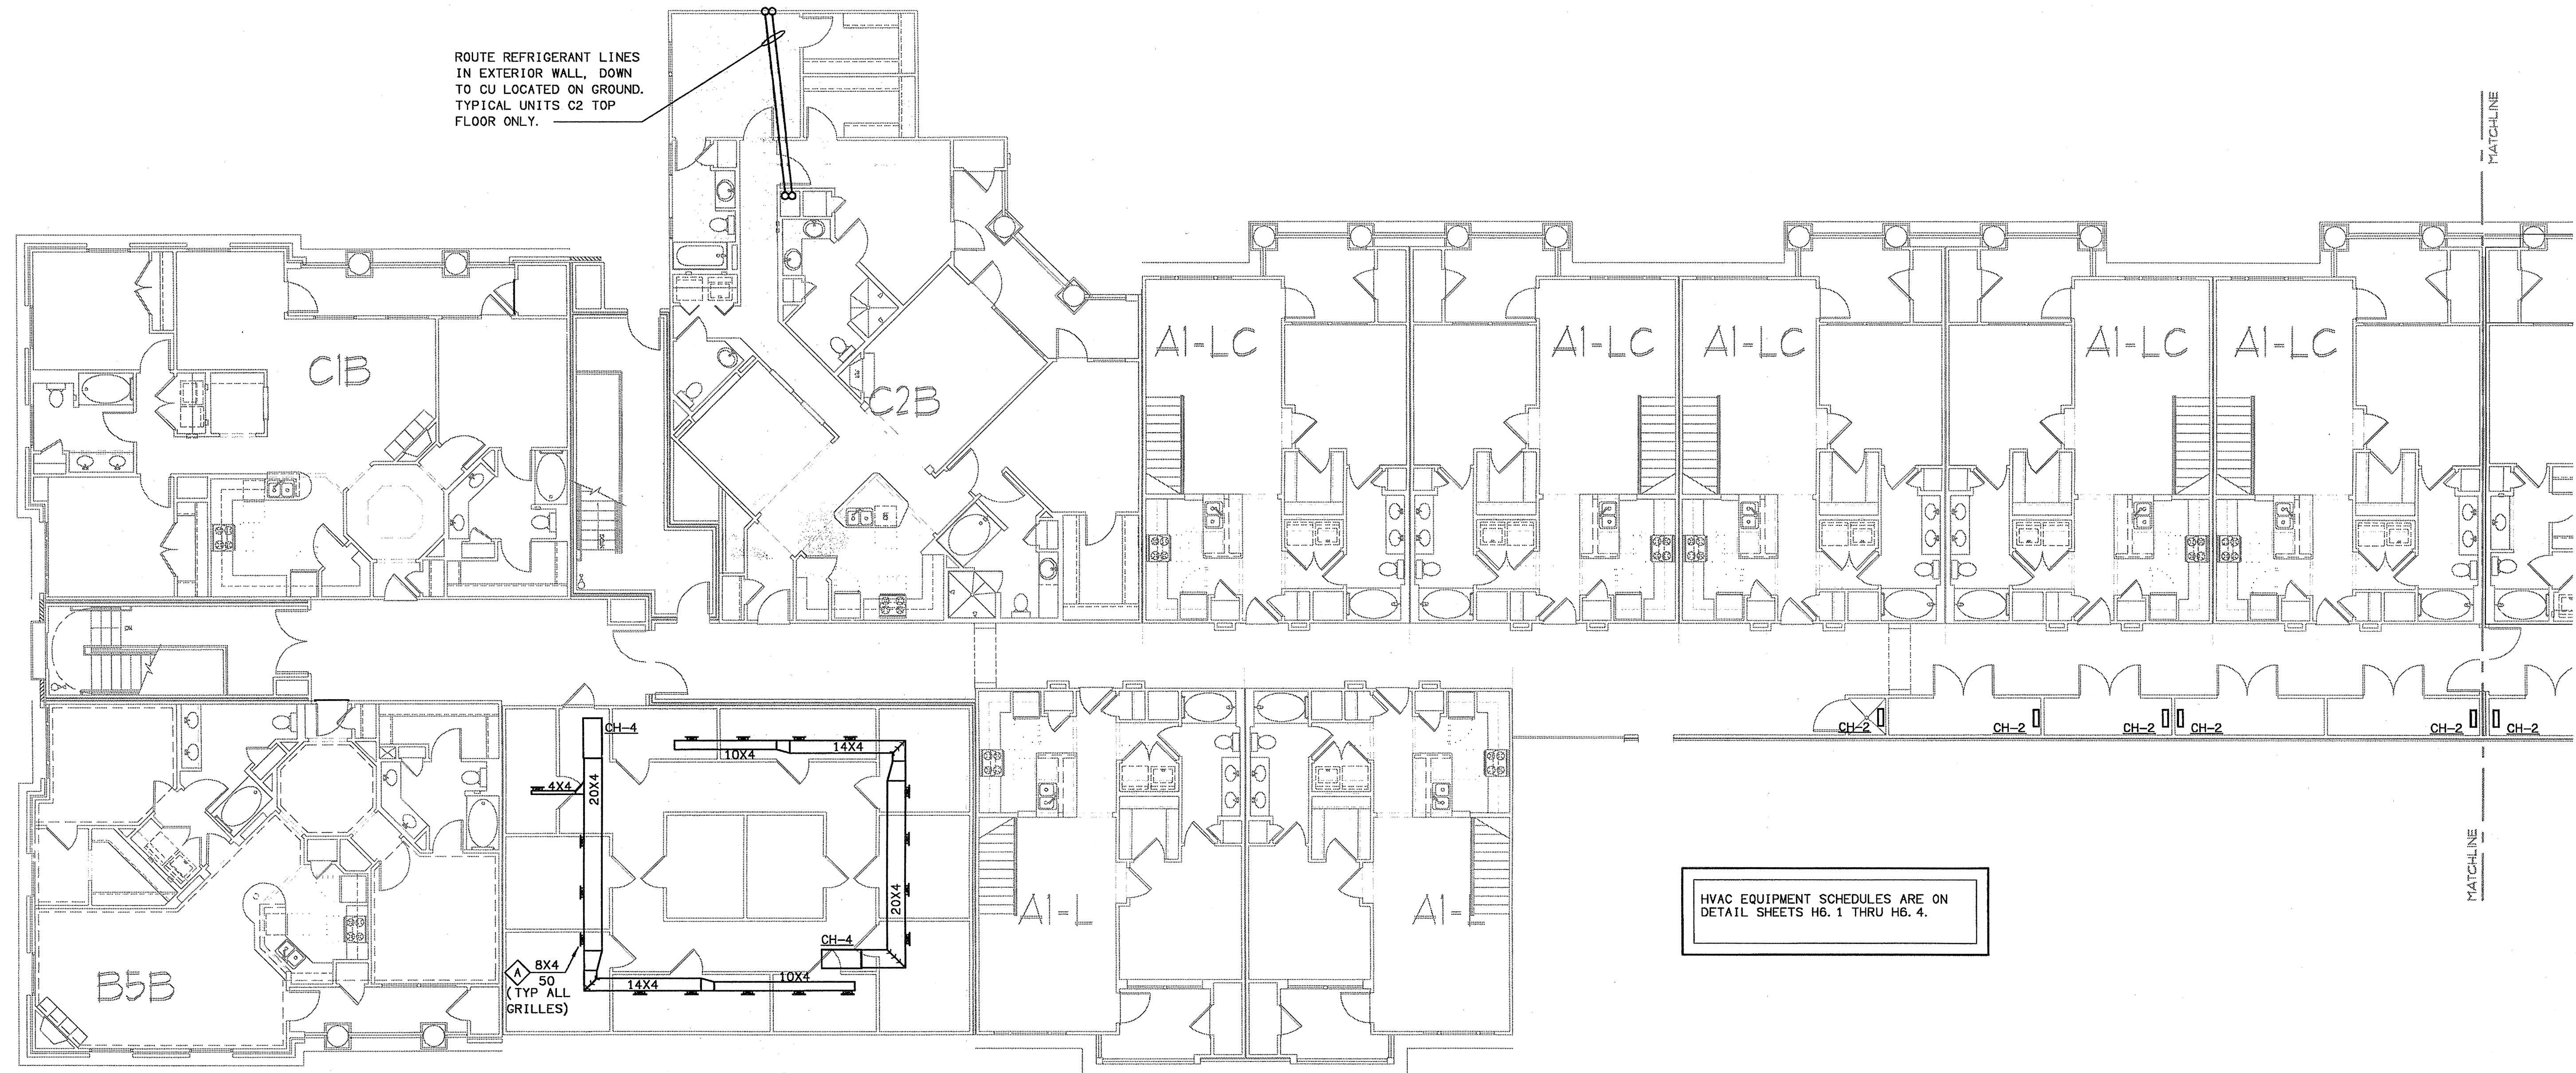 ROUTE REFRIGERANT LINES
IN EXTERIOR WALL, DOWN
TO CU LOCATED ON GROUND.
TYPICAL UNITS C2 TOP
FLOOR ONLY.
MATCHLINE
C1B
C2B
A1-LC
A1-LC
A1-LC
A1-LC
A1-LC
DN
CH-2
CH-2
CH-2
CH-2
CH-2
CH-2
CH-4
10X4
14X4
4X4
20X4
20X4
CH-4
A
8X4
50
(TYP ALL
GRILLES)
14X4
10X4
B5B
A1-L
A1-L
HVAC EQUIPMENT SCHEDULES ARE ON
DETAIL SHEETS H6.1 THRU H6.4.
MATCHLINE